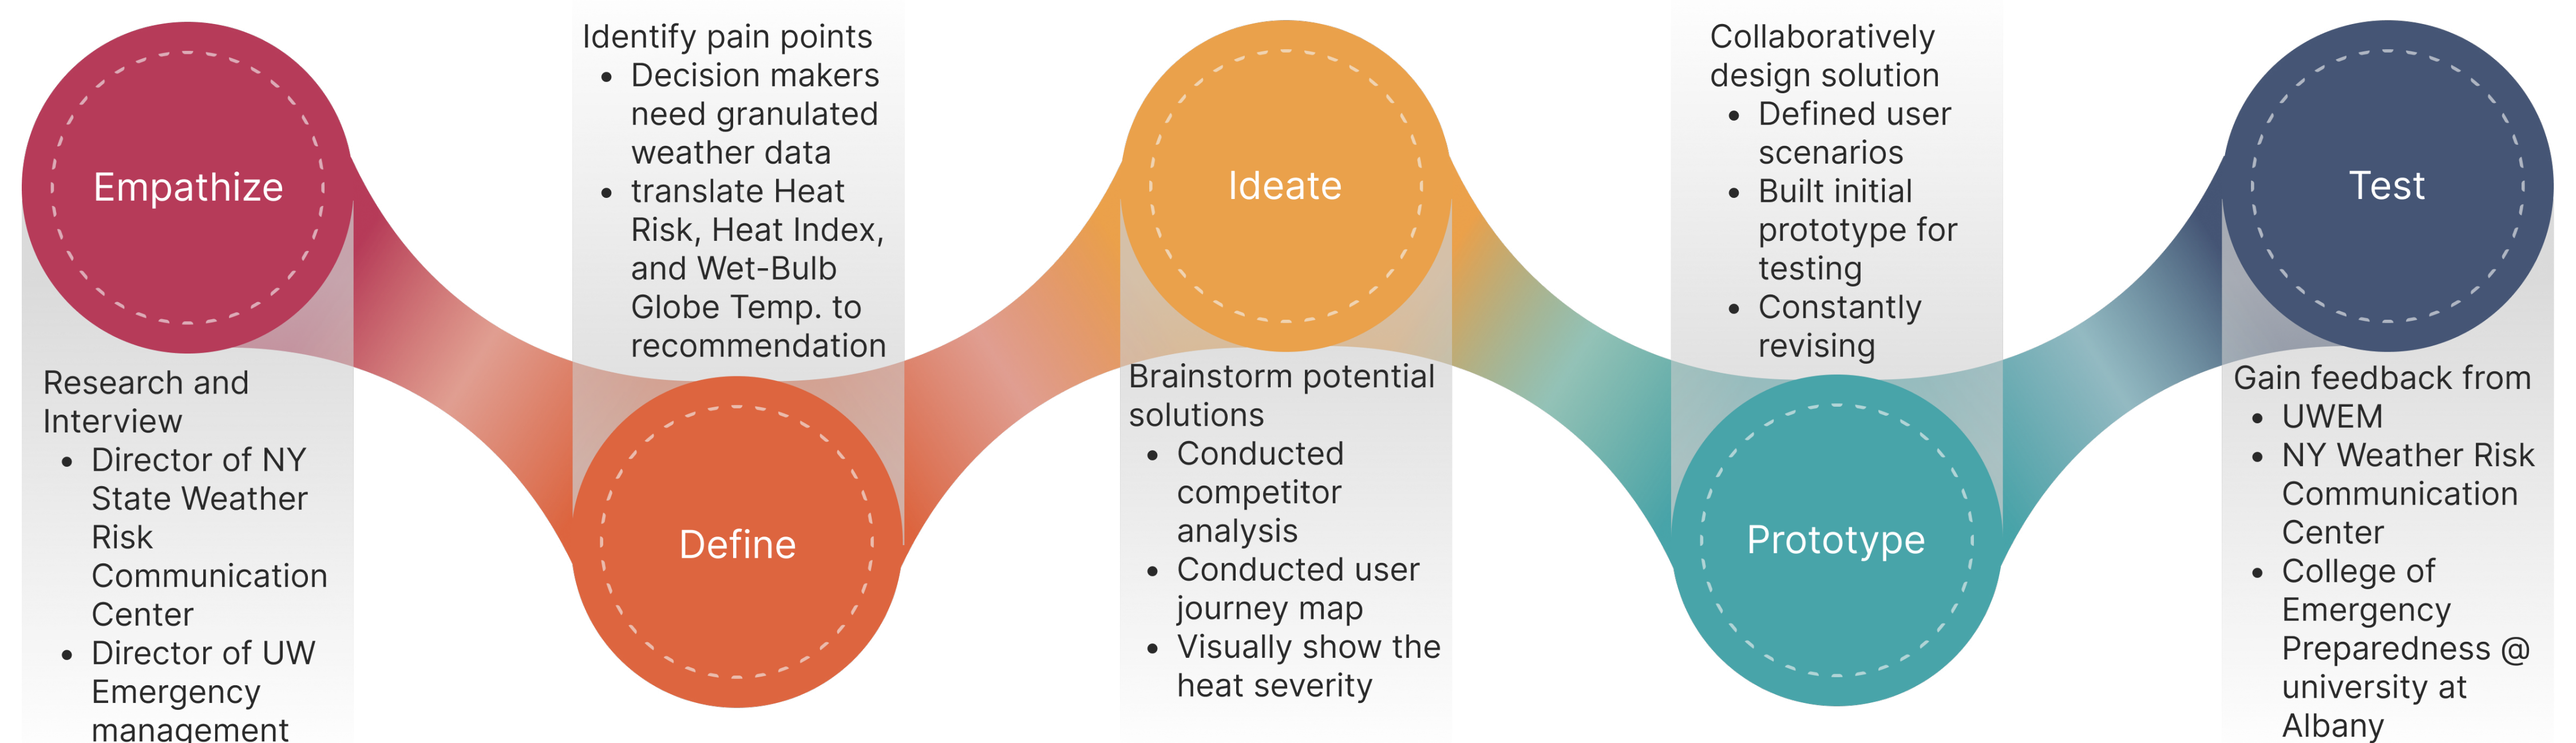 Empathize
Research and
Interview
• Director of NY
State Weather
Risk
Communication
Center
• Director of UW
Emergency
management
Identify pain points
• Decision makers
need granulated
weather data
• translate Heat
Risk, Heat Index,
and Wet-Bulb
Globe Temp. to
recommendation
Define
Ideate
Brainstorm potential
solutions
• Conducted
competitor
analysis
• Conducted user
journey map
• Visually show the
heat severity
Collaboratively
design solution
• Defined user
scenarios
• Built initial
prototype for
testing
• Constantly
revising
Prototype
Test
Gain feedback from
• UWEM
• NY Weather Risk
Communication
Center
• College of
Emergency
Preparedness @
university at
Albany